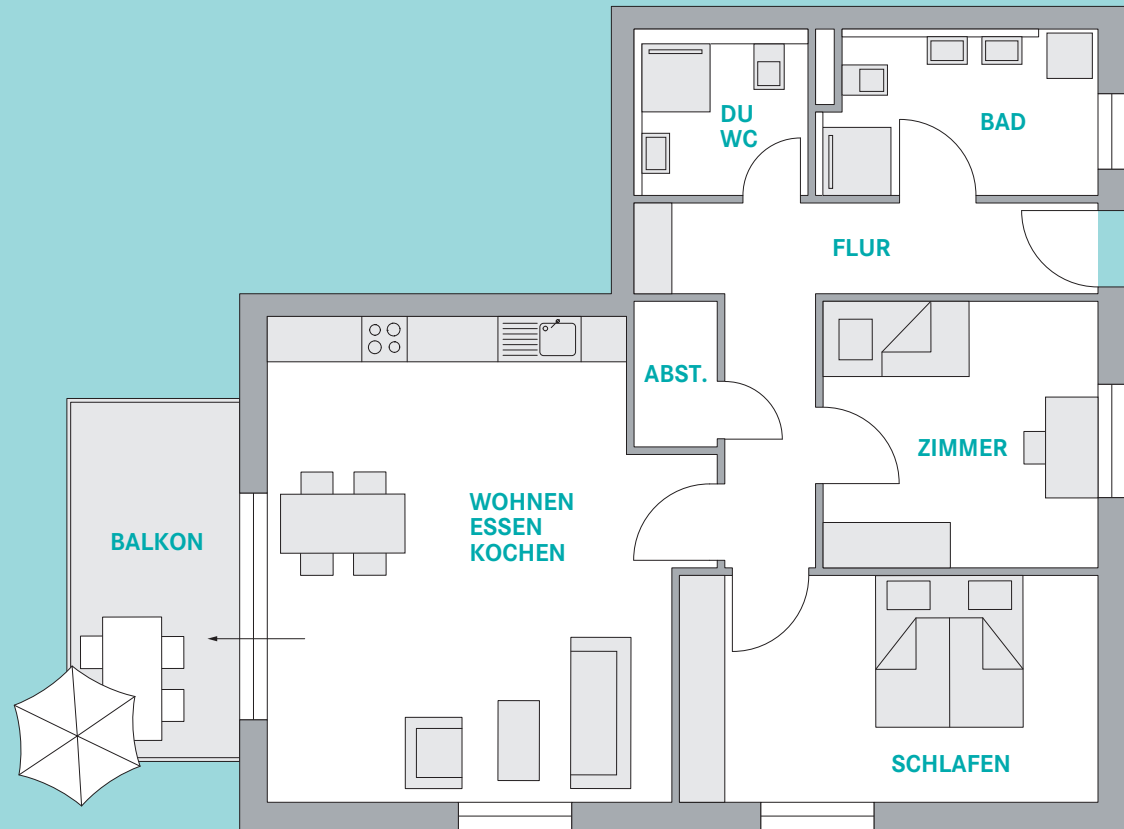 DU
WC
BAD
FLUR
ABST.
ZIMMER
WOHNEN
ESSEN
KOCHEN
BALKON
SCHLAFEN